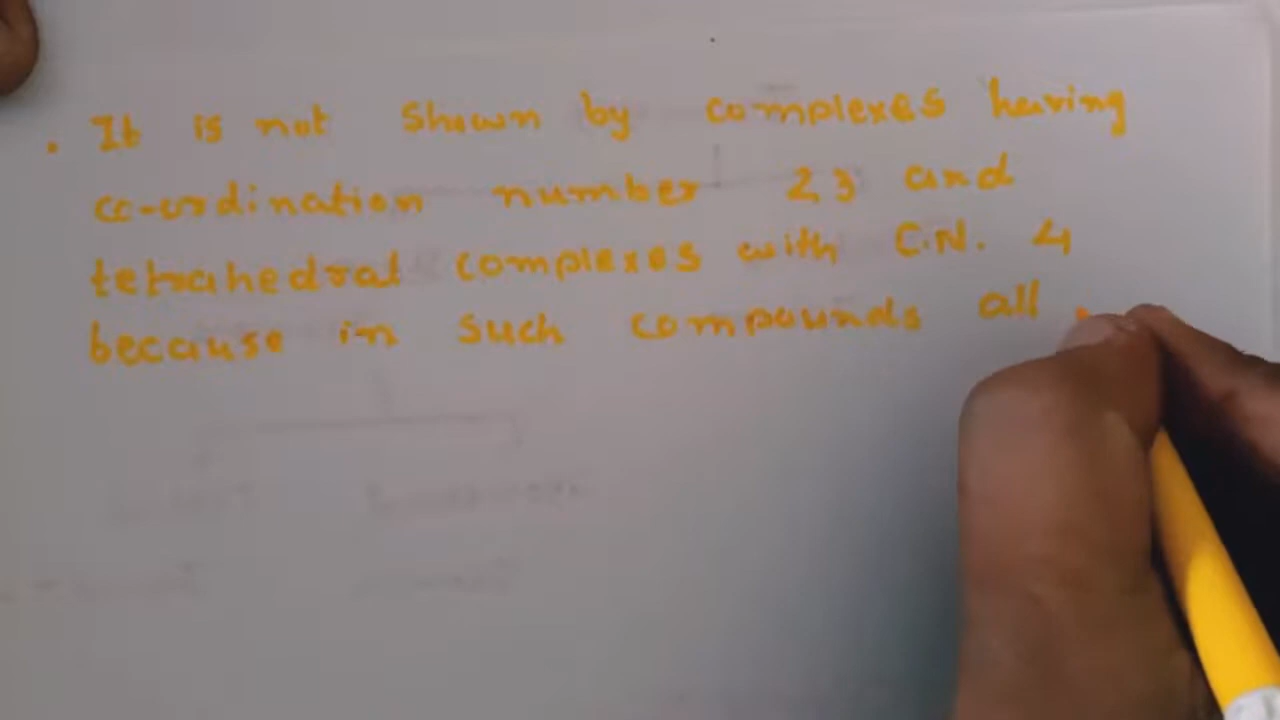 . It is not shown by complexes having
co-ordination number 2,3 and
tetrahedral complexes with C.N. 4
because in such compounds all